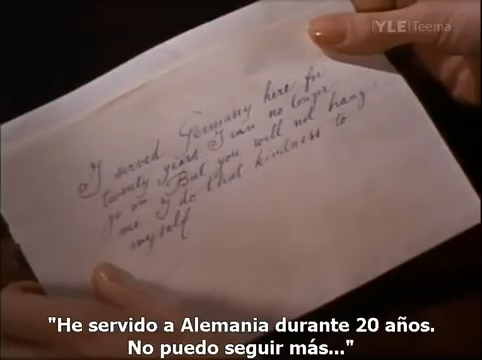 YLE Teema
I served Germany here for
twenty years I can no longer
go on. But you will not hang
me I do that kindness to
myself
"He servido a Alemania durante 20 años.
No puedo seguir más..."